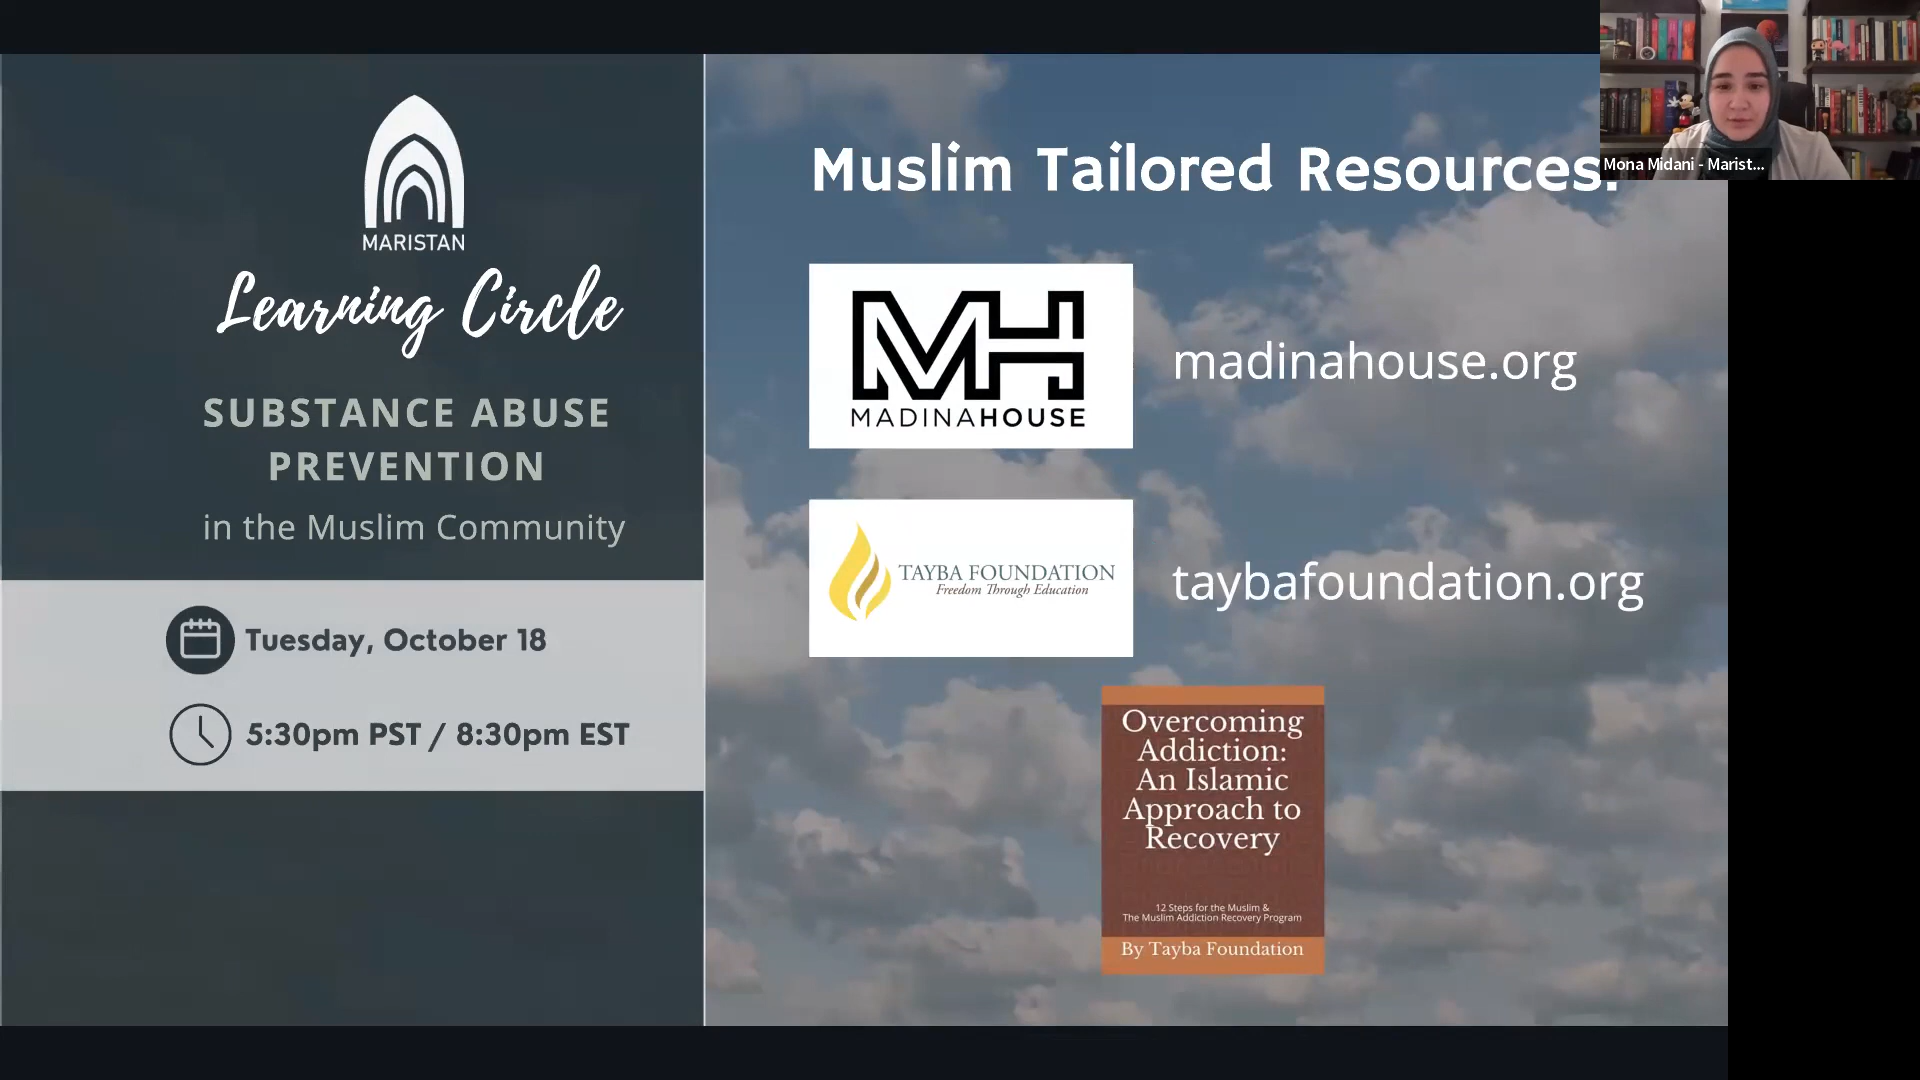 MARISTAN
Learning Circle
SUBSTANCE ABUSE
PREVENTION
in the Muslim Community
Tuesday, October 18
5:30pm PST / 8:30pm EST
Muslim Tailored Resources:
MH
MADINAHOUSE
madinahouse.org
TAYBA FOUNDATION
Freedom Through Education
taybafoundation.org
Overcoming
Addiction:
An Islamic
Approach to
Recovery
12 Steps for the Muslim &
The Muslim Addiction Recovery Program
By Tayba Foundation
Mona Midani - Marist...